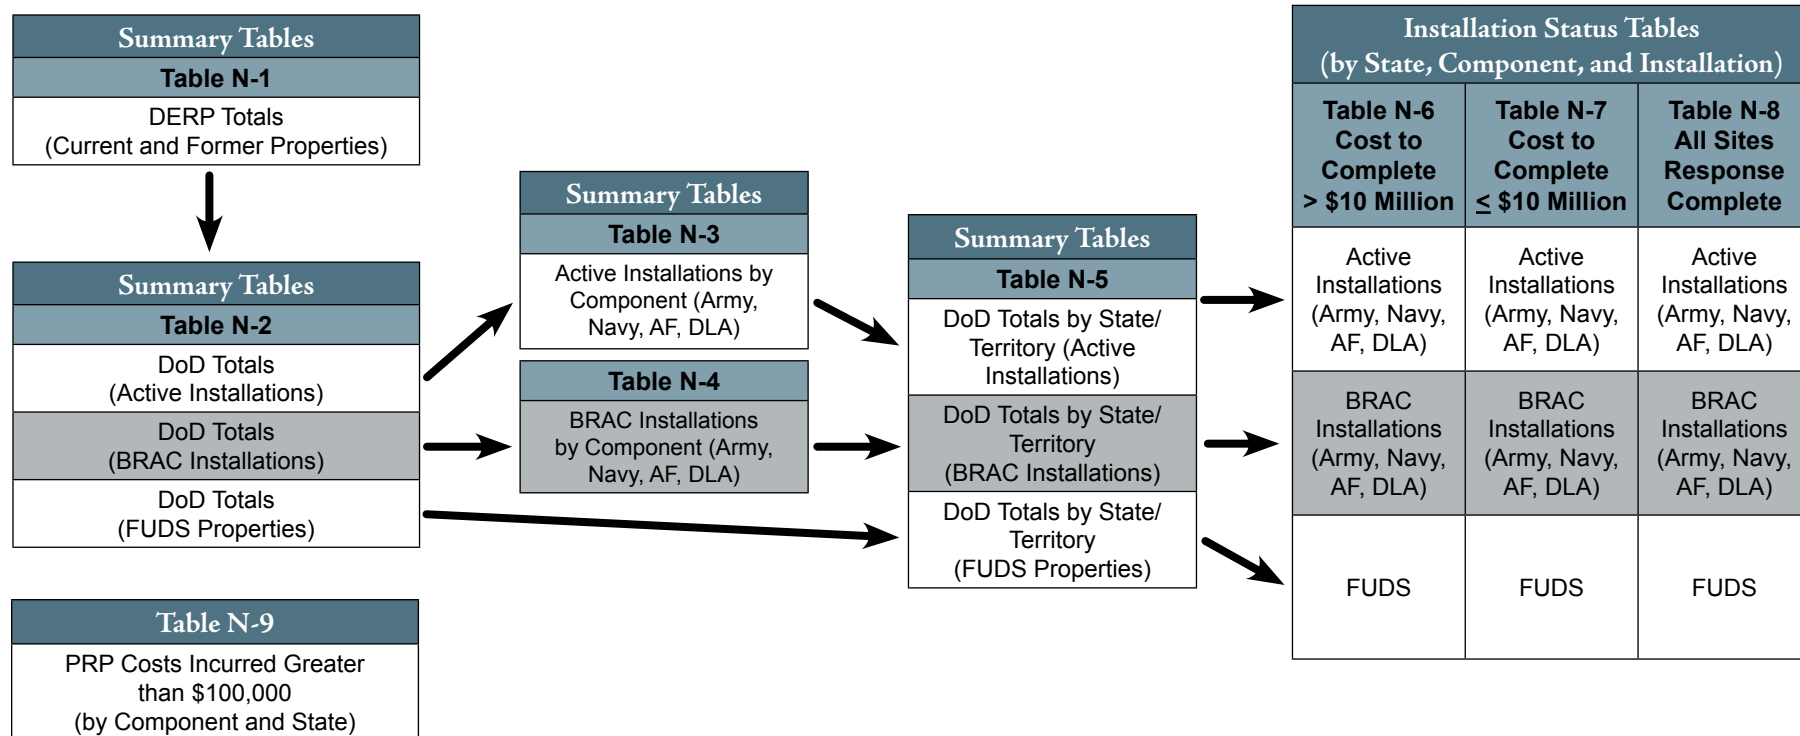 Summary Tables
Table N-1
DERP Totals
(Current and Former Properties)
Summary Tables
Table N-2
DoD Totals
(Active Installations)
DoD Totals
(BRAC Installations)
DoD Totals
(FUDS Properties)
Table N-9
PRP Costs Incurred Greater
than $100,000
(by Component and State)
Summary Tables
Table N-3
Active Installations by
Component (Army,
Navy, AF, DLA)
Table N-4
BRAC Installations
by Component (Army,
Navy, AF, DLA)
Summary Tables
Table N-5
DoD Totals by State/
Territory (Active
Installations)
DoD Totals by State/
Territory
(BRAC Installations)
DoD Totals by State/
Territory
(FUDS Properties)
Installation Status Tables
(by State, Component, and Installation)
Table N-6
Cost to
Complete
> $10 Million
Table N-7
Cost to
Complete
≤ $10 Million
Table N-8
All Sites
Response
Complete
Active
Installations
(Army, Navy,
AF, DLA)
Active
Installations
(Army, Navy,
AF, DLA)
Active
Installations
(Army, Navy,
AF, DLA)
BRAC
Installations
(Army, Navy,
AF, DLA)
BRAC
Installations
(Army, Navy,
AF, DLA)
BRAC
Installations
(Army, Navy,
AF, DLA)
FUDS
FUDS
FUDS